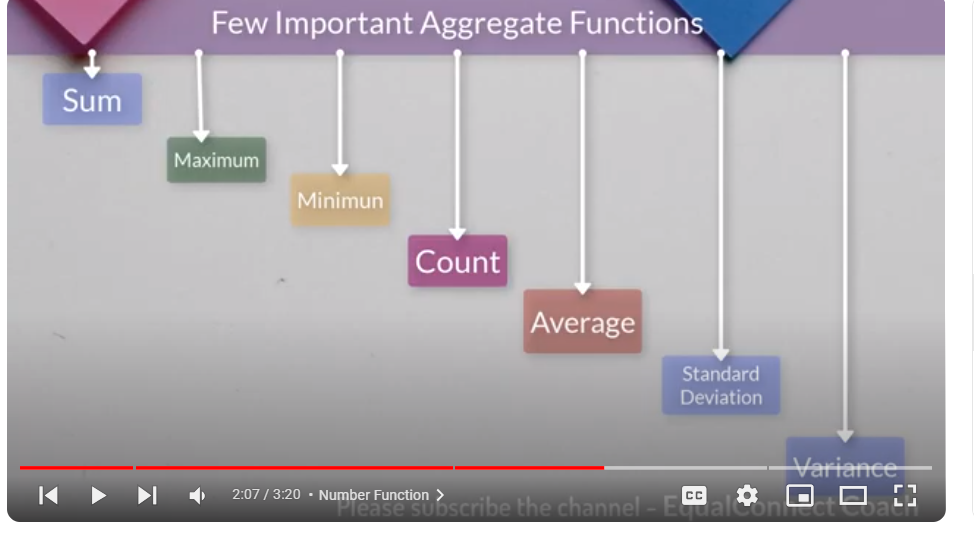 Few Important Aggregate Functions
Sum
Maximum
Minimun
Count
Average
Standard
Deviation
Variance
2:07 / 3:20 • Number Function >
CC
Please subscribe the channel - EqualConnect Coach